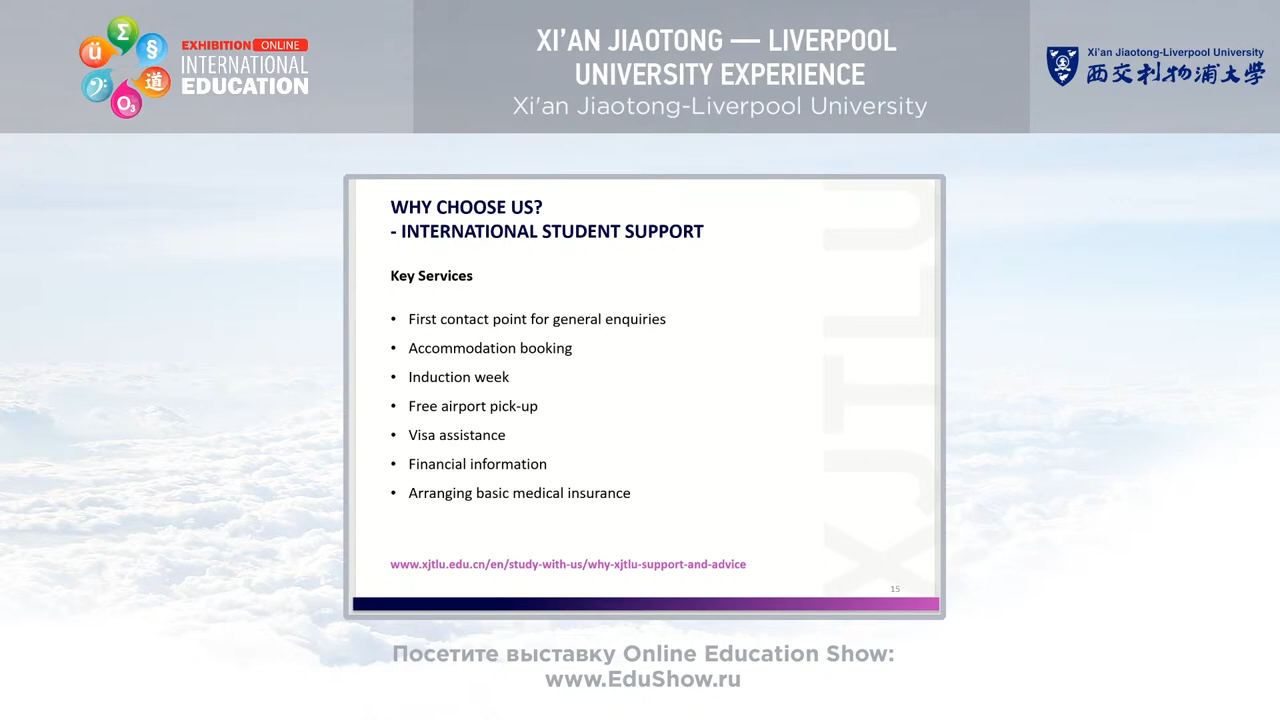 ü Σ § 道 O₃
EXHIBITION ONLINE
INTERNATIONAL
EDUCATION
XI'AN JIAOTONG — LIVERPOOL
UNIVERSITY EXPERIENCE
Xi'an Jiaotong-Liverpool University
Xi'an Jiaotong-Liverpool University
西交利物浦大学
WHY CHOOSE US?
- INTERNATIONAL STUDENT SUPPORT
Key Services
• First contact point for general enquiries
• Accommodation booking
• Induction week
• Free airport pick-up
• Visa assistance
• Financial information
• Arranging basic medical insurance
www.xjtlu.edu.cn/en/study-with-us/why-xjtlu-support-and-advice
15
XJTLU
Посетите выставку Online Education Show:
www.EduShow.ru